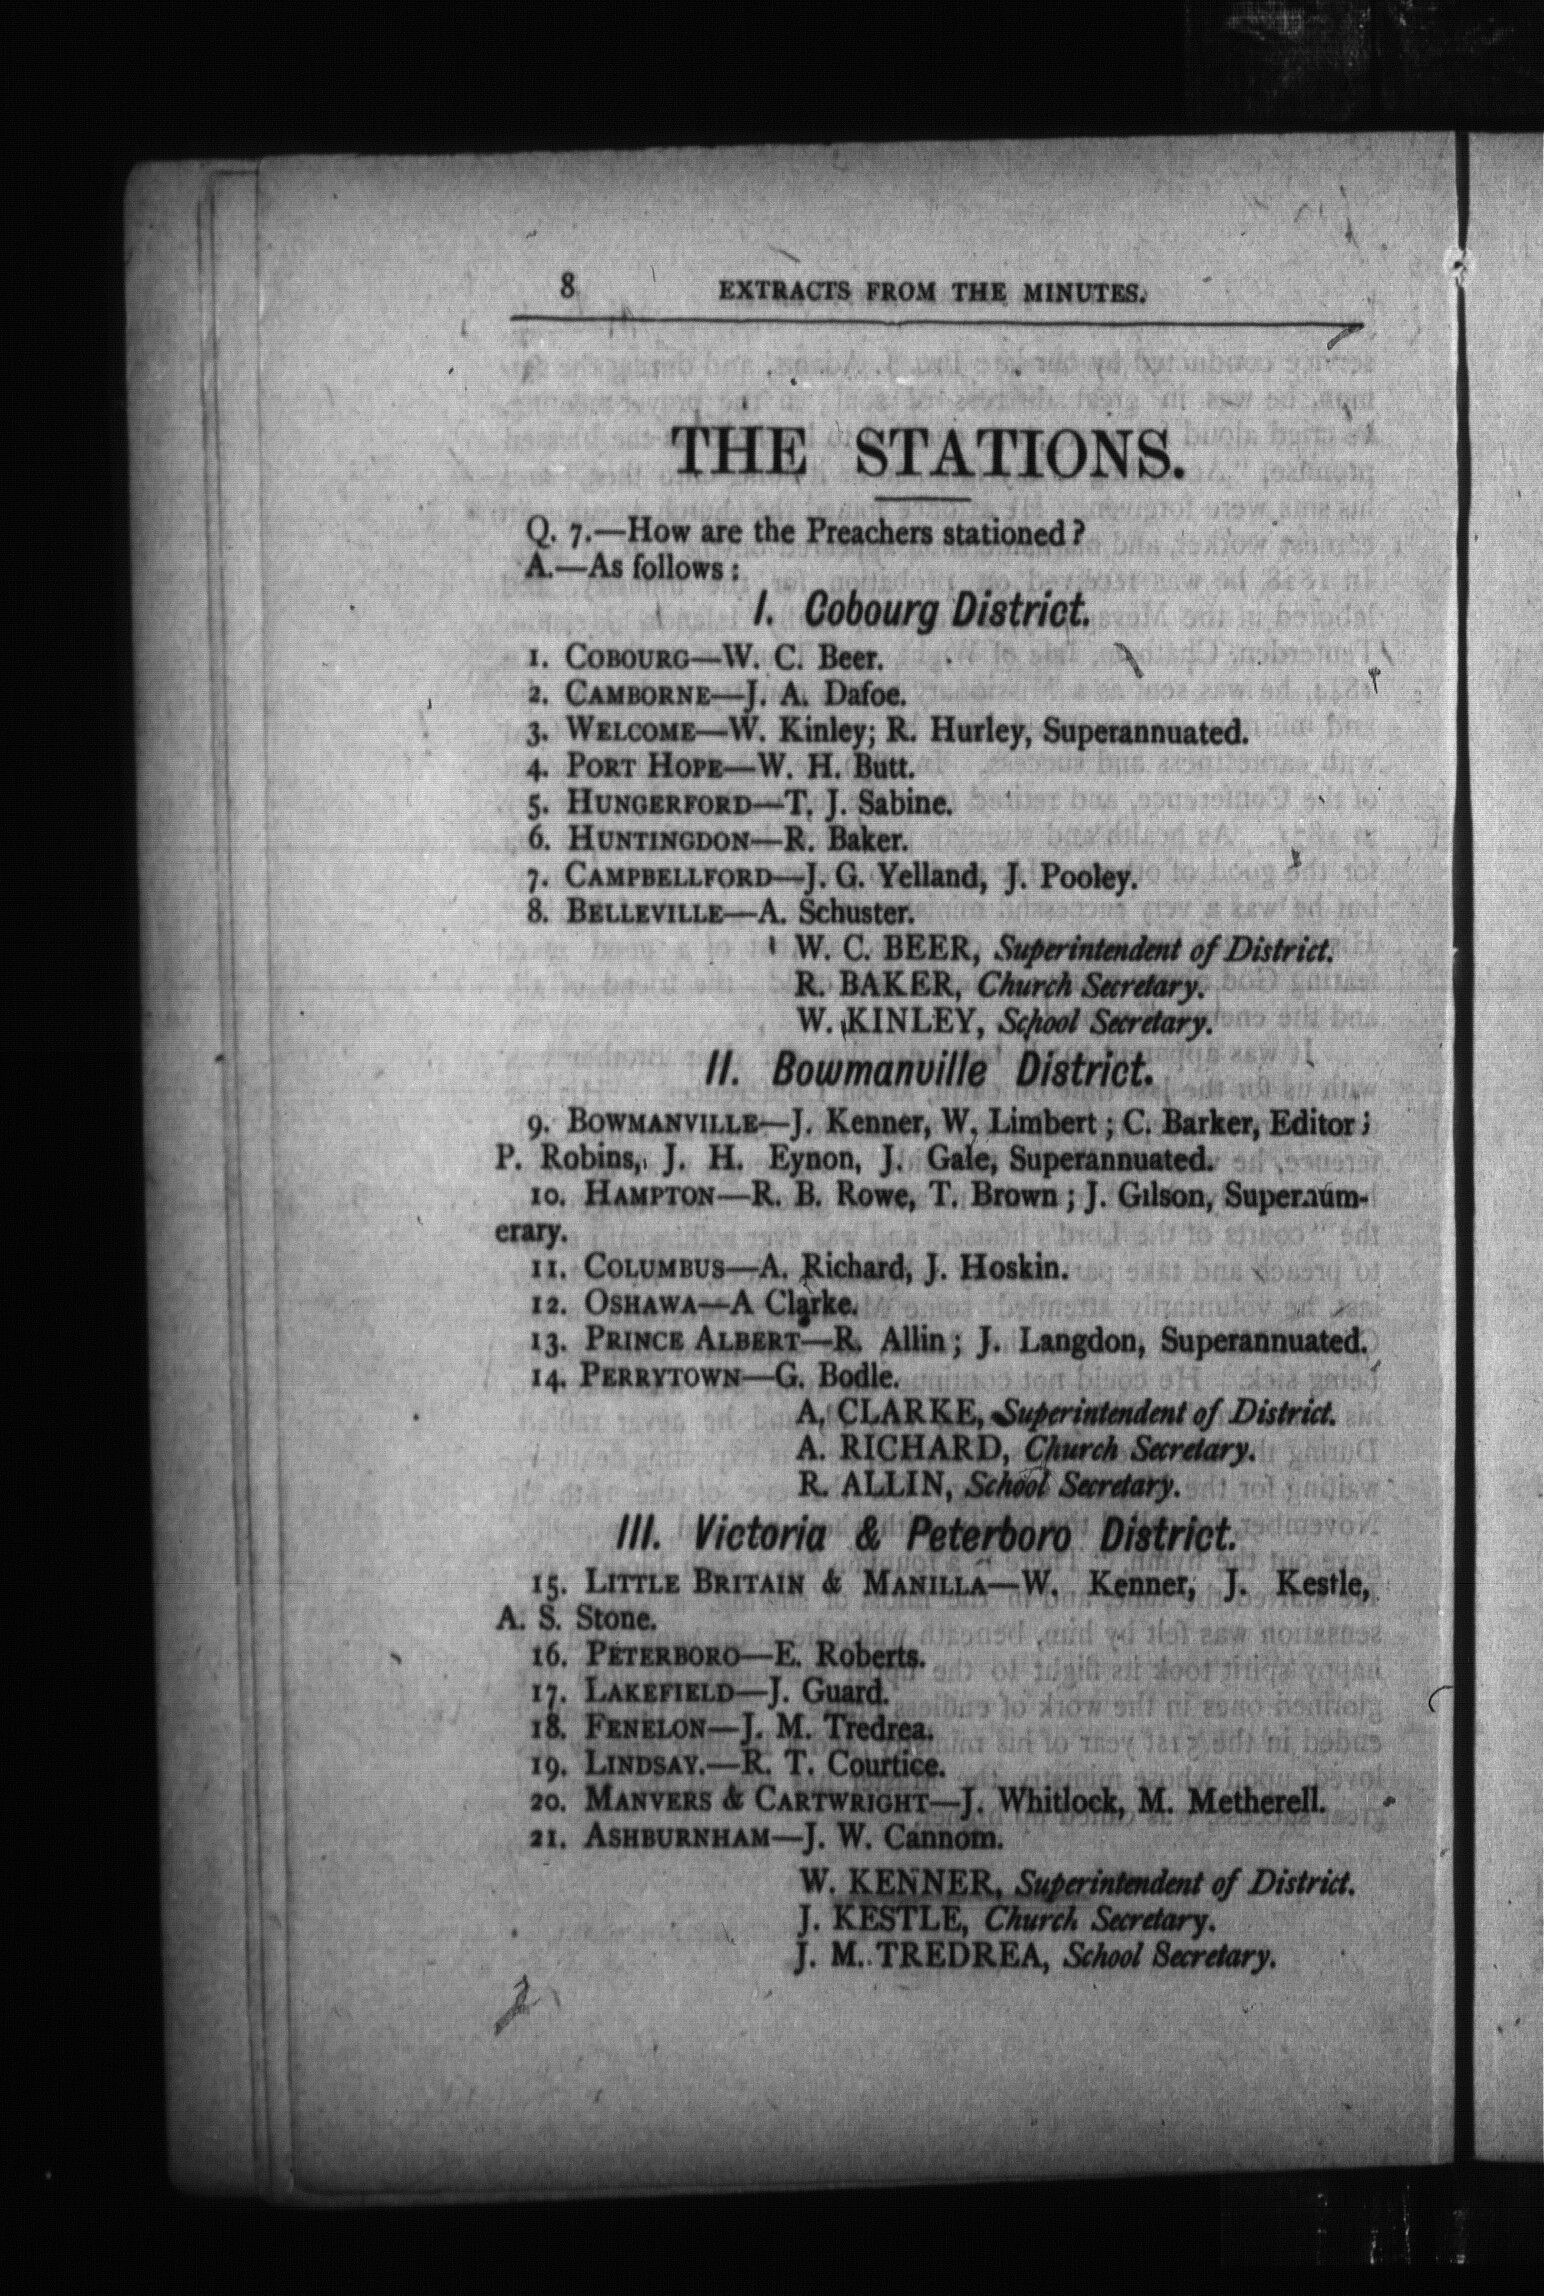 8 EXTRACTS FROM THE MINUTES.
THE STATIONS.
Q. 7.—How are the Preachers stationed?
A.—As follows:
I. Cobourg District.
1. COBOURG—W. C. Beer.
2. CAMBORNE—J. A. Dafoe.
3. WELCOME—W. Kinley; R. Hurley, Superannuated.
4. PORT HOPE—W. H. Butt.
5. HUNGERFORD—T. J. Sabine.
6. HUNTINGDON—R. Baker.
7. CAMPBELLFORD—J. G. Yelland, J. Pooley.
8. BELLEVILLE—A. Schuster.
W. C. BEER, Superintendent of District.
R. BAKER, Church Secretary.
W. KINLEY, School Secretary.
II. Bowmanville District.
9. BOWMANVILLE—J. Kenner, W. Limbert; C. Barker, Editor;
P. Robins, J. H. Eynon, J. Gale, Superannuated.
10. HAMPTON—R. B. Rowe, T. Brown; J. Gilson, Supernum-
erary.
11. COLUMBUS—A. Richard, J. Hoskin.
12. OSHAWA—A Clarke.
13. PRINCE ALBERT—R. Allin; J. Langdon, Superannuated.
14. PERRYTOWN—G. Bodle.
A. CLARKE, Superintendent of District.
A. RICHARD, Church Secretary.
R. ALLIN, School Secretary.
III. Victoria & Peterboro District.
15. LITTLE BRITAIN & MANILLA—W. Kenner, J. Kestle,
A. S. Stone.
16. PETERBORO—E. Roberts.
17. LAKEFIELD—J. Guard.
18. FENELON—J. M. Tredrea.
19. LINDSAY.—R. T. Courtice.
20. MANVERS & CARTWRIGHT—J. Whitlock, M. Metherell.
21. ASHBURNHAM—J. W. Cannom.
W. KENNER, Superintendent of District.
J. KESTLE, Church Secretary.
J. M. TREDREA, School Secretary.